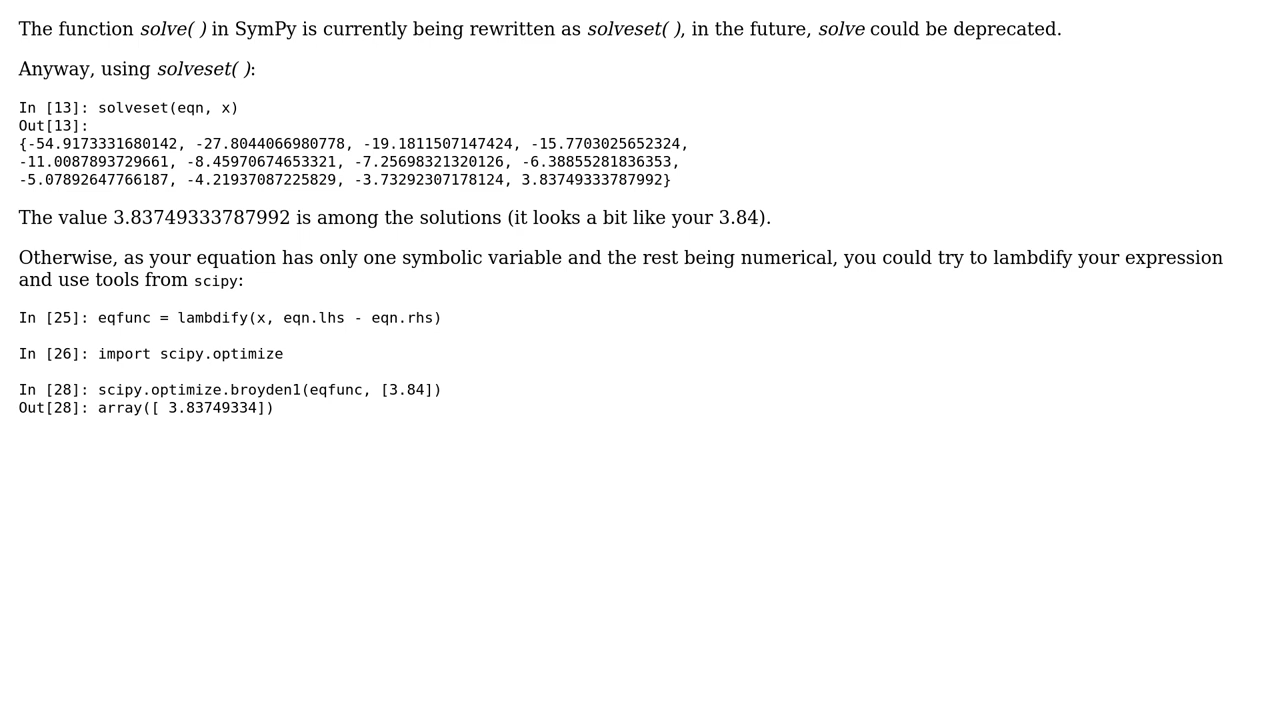 The function solve( ) in SymPy is currently being rewritten as solveset( ), in the future, solve could be deprecated.
Anyway, using solveset( ):
In [13]: solveset(eqn, x)
Out[13]:
{-54.9173331680142, -27.8044066980778, -19.1811507147424, -15.7703025652324,
-11.0087893729661, -8.45970674653321, -7.25698321320126, -6.38855281836353,
-5.07892647766187, -4.21937087225829, -3.73292307178124, 3.83749333787992}
The value 3.83749333787992 is among the solutions (it looks a bit like your 3.84).
Otherwise, as your equation has only one symbolic variable and the rest being numerical, you could try to lambdify your expression
and use tools from scipy:
In [25]: eqfunc = lambdify(x, eqn.lhs - eqn.rhs)
In [26]: import scipy.optimize
In [28]: scipy.optimize.broyden1(eqfunc, [3.84])
Out[28]: array([ 3.83749334])